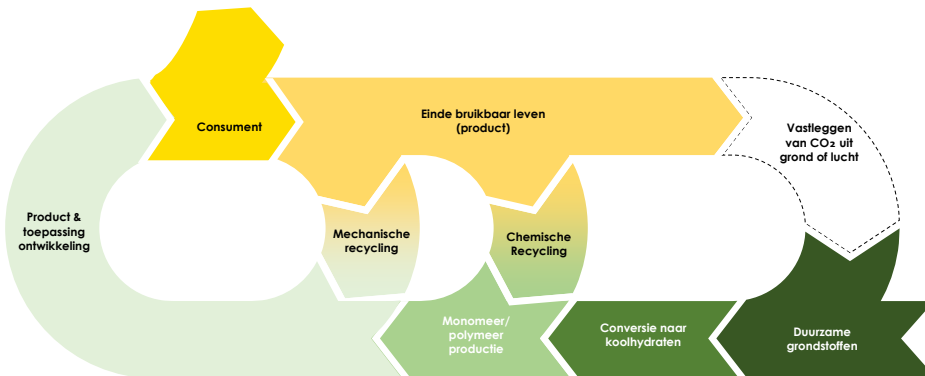 Consument
Einde bruikbaar leven
(product)
Vastleggen
van CO₂ uit
grond of lucht
Product &
toepassing
ontwikkeling
Mechanische
recycling
Chemische
Recycling
Monomeer/
polymeer
productie
Conversie naar
koolhydraten
Duurzame
grondstoffen